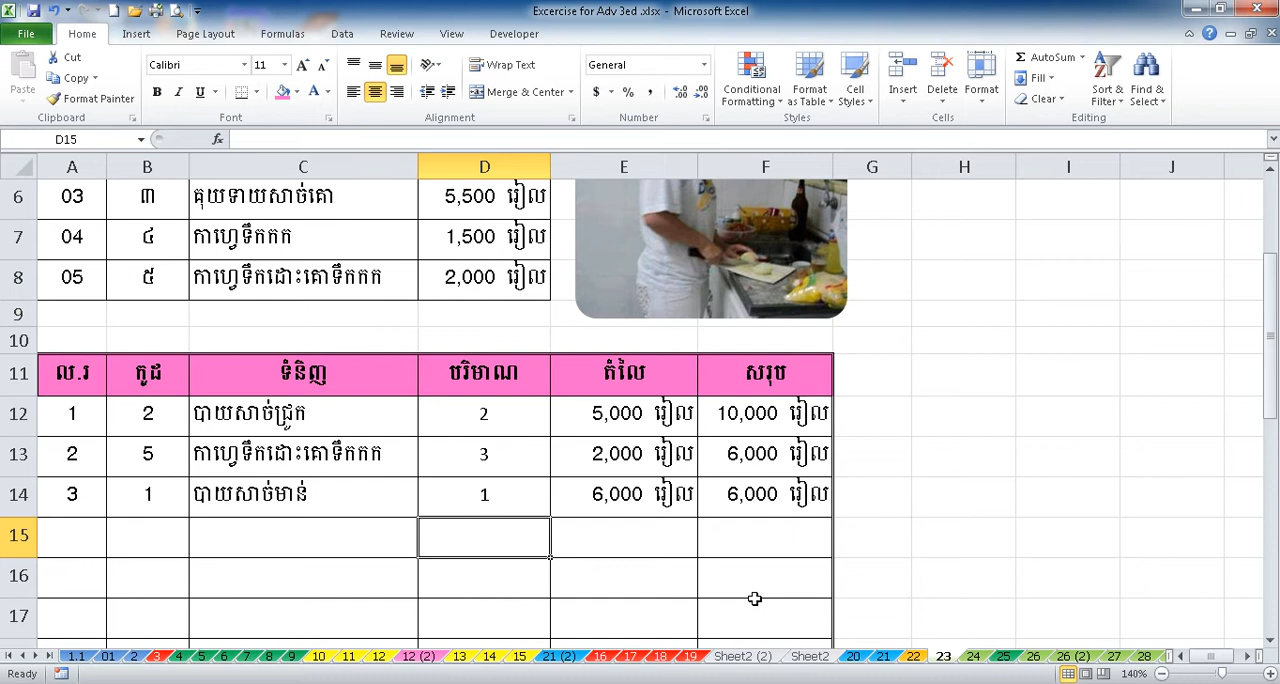 Excercise for Adv 3ed .xlsx - Microsoft Excel
File Home Insert Page Layout Formulas Data Review View Developer
Paste Cut Copy Format Painter Clipboard
Calibri 11 A A B I U A Font
Wrap Text Merge & Center Alignment
General $ % , Number
Conditional Formatting Format as Table Cell Styles Styles
Insert Delete Format Cells
Σ AutoSum Fill Clear Sort & Filter Find & Select Editing
D15 fx
A B C D E F G H I J
6 03 ៣ គុយទាយសាច់គោ 5,500 រៀល
7 04 ៤ កាហ្វេទឹកកក 1,500 រៀល
8 05 ៥ កាហ្វេទឹកដោះគោទឹកកក 2,000 រៀល
9
10
11 ល.រ កូដ ទំនិញ បរិមាណ តំលៃ សរុប
12 1 2 បាយសាច់ជ្រូក 2 5,000 រៀល 10,000 រៀល
13 2 5 កាហ្វេទឹកដោះគោទឹកកក 3 2,000 រៀល 6,000 រៀល
14 3 1 បាយសាច់មាន់ 1 6,000 រៀល 6,000 រៀល
15
16
17
1.1 01 2 3 4 5 6 7 8 9 10 11 12 12 (2) 13 14 15 21 (2) 16 17 18 19 Sheet2 (2) Sheet2 20 21 22 23 24 25 26 26 (2) 27 28
Ready 140%